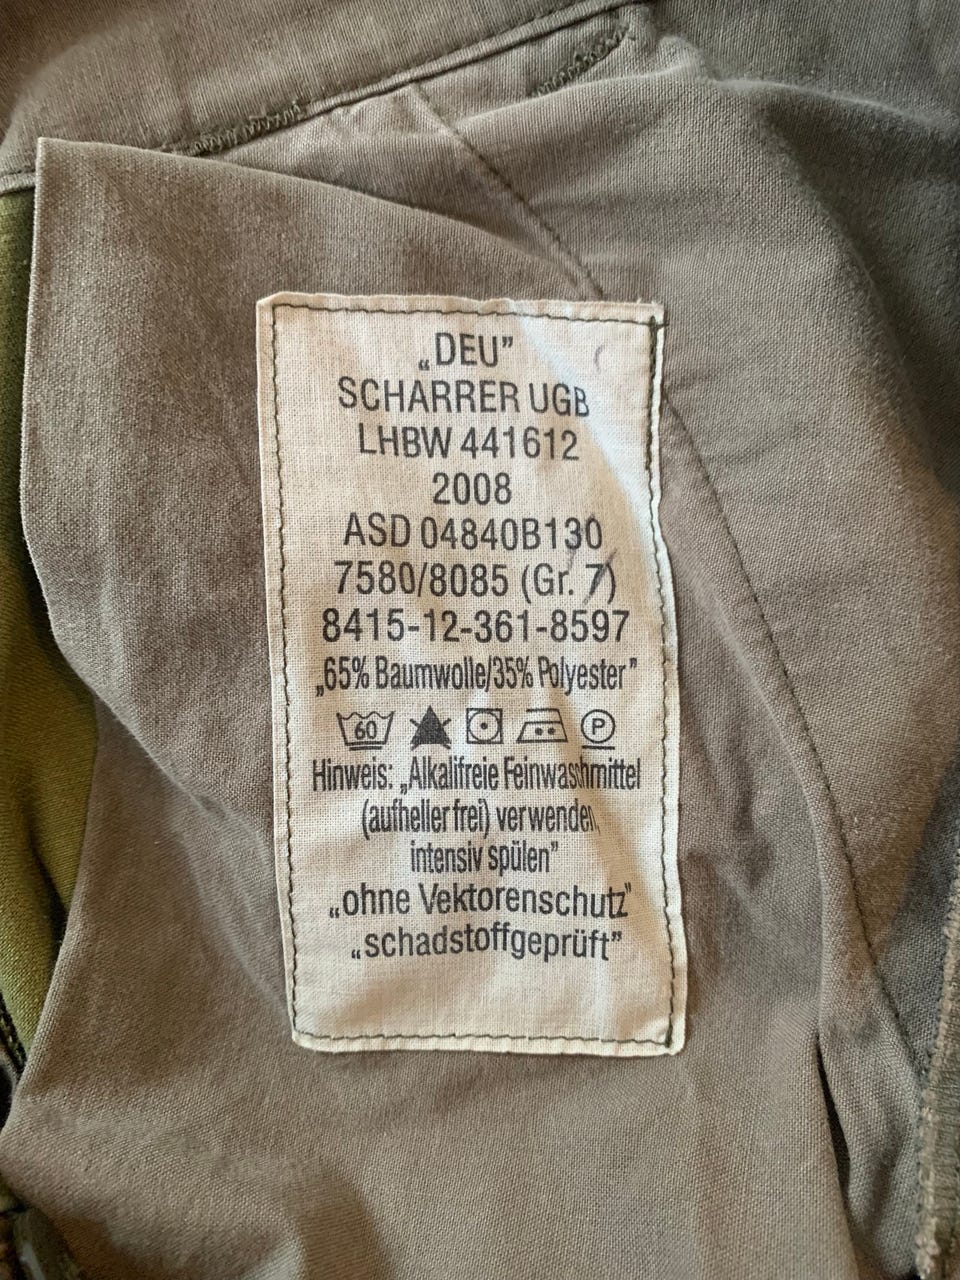 „DEU”
SCHARRER UGB
LHBW 441612
2008
ASD 04840B130
7580/8085 (Gr. 7)
8415-12-361-8597
„65% Baumwolle/35% Polyester”
60 P
Hinweis: „Alkalifreie Feinwaschmittel
(aufheller frei) verwenden,
intensiv spülen”
„ohne Vektorenschutz”
„schadstoffgeprüft”